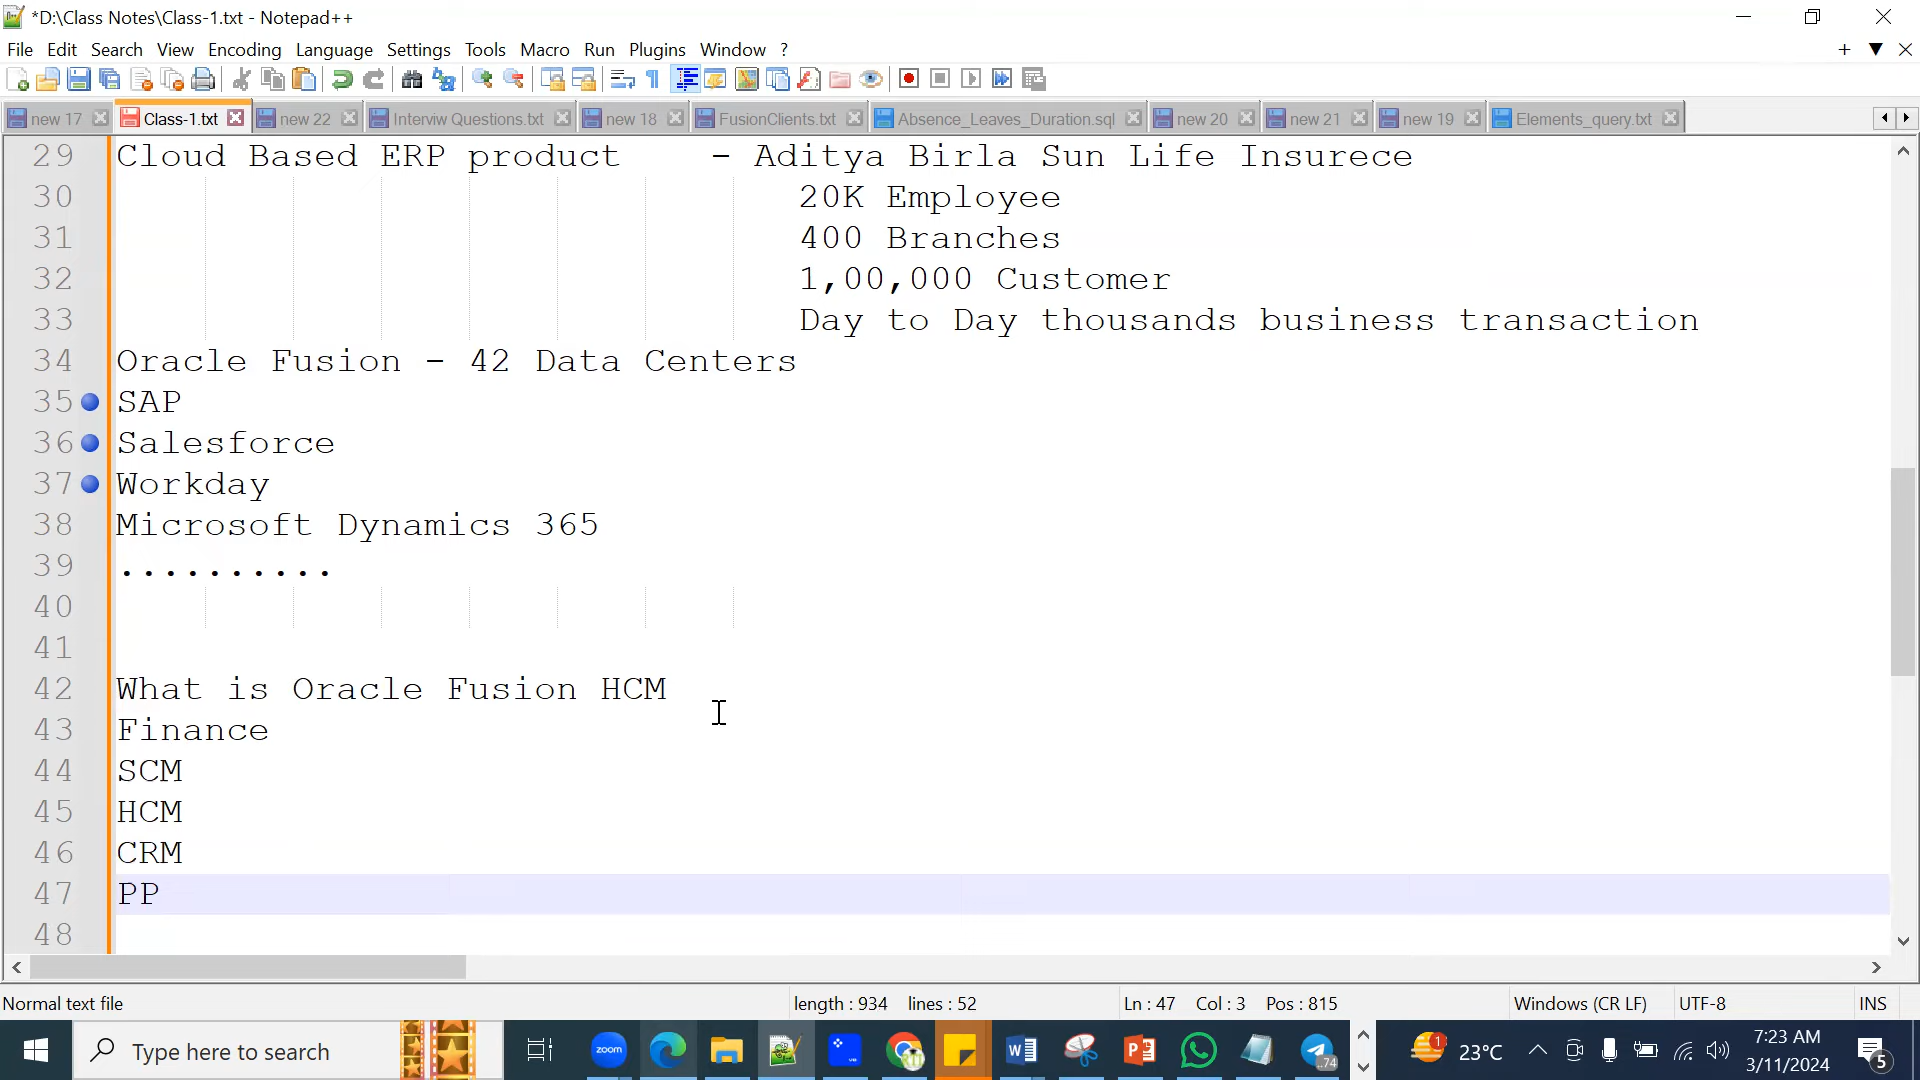 *D:\Class Notes\Class-1.txt - Notepad++
File Edit Search View Encoding Language Settings Tools Macro Run Plugins Window ?
new 17 Class-1.txt new 22 Interviw Questions.txt new 18 FusionClients.txt Absence_Leaves_Duration.sql new 20 new 21 new 19 Elements_query.txt
29 Cloud Based ERP product - Aditya Birla Sun Life Insurece
30 20K Employee
31 400 Branches
32 1,00,000 Customer
33 Day to Day thousands business transaction
34 Oracle Fusion - 42 Data Centers
35 SAP
36 Salesforce
37 Workday
38 Microsoft Dynamics 365
39 ..........
40
41
42 What is Oracle Fusion HCM
43 Finance
44 SCM
45 HCM
46 CRM
47 PP
48
Normal text file length : 934 lines : 52 Ln : 47 Col : 3 Pos : 815 Windows (CR LF) UTF-8 INS
Type here to search zoom 74 1 23°C 7:23 AM 5
3/11/2024